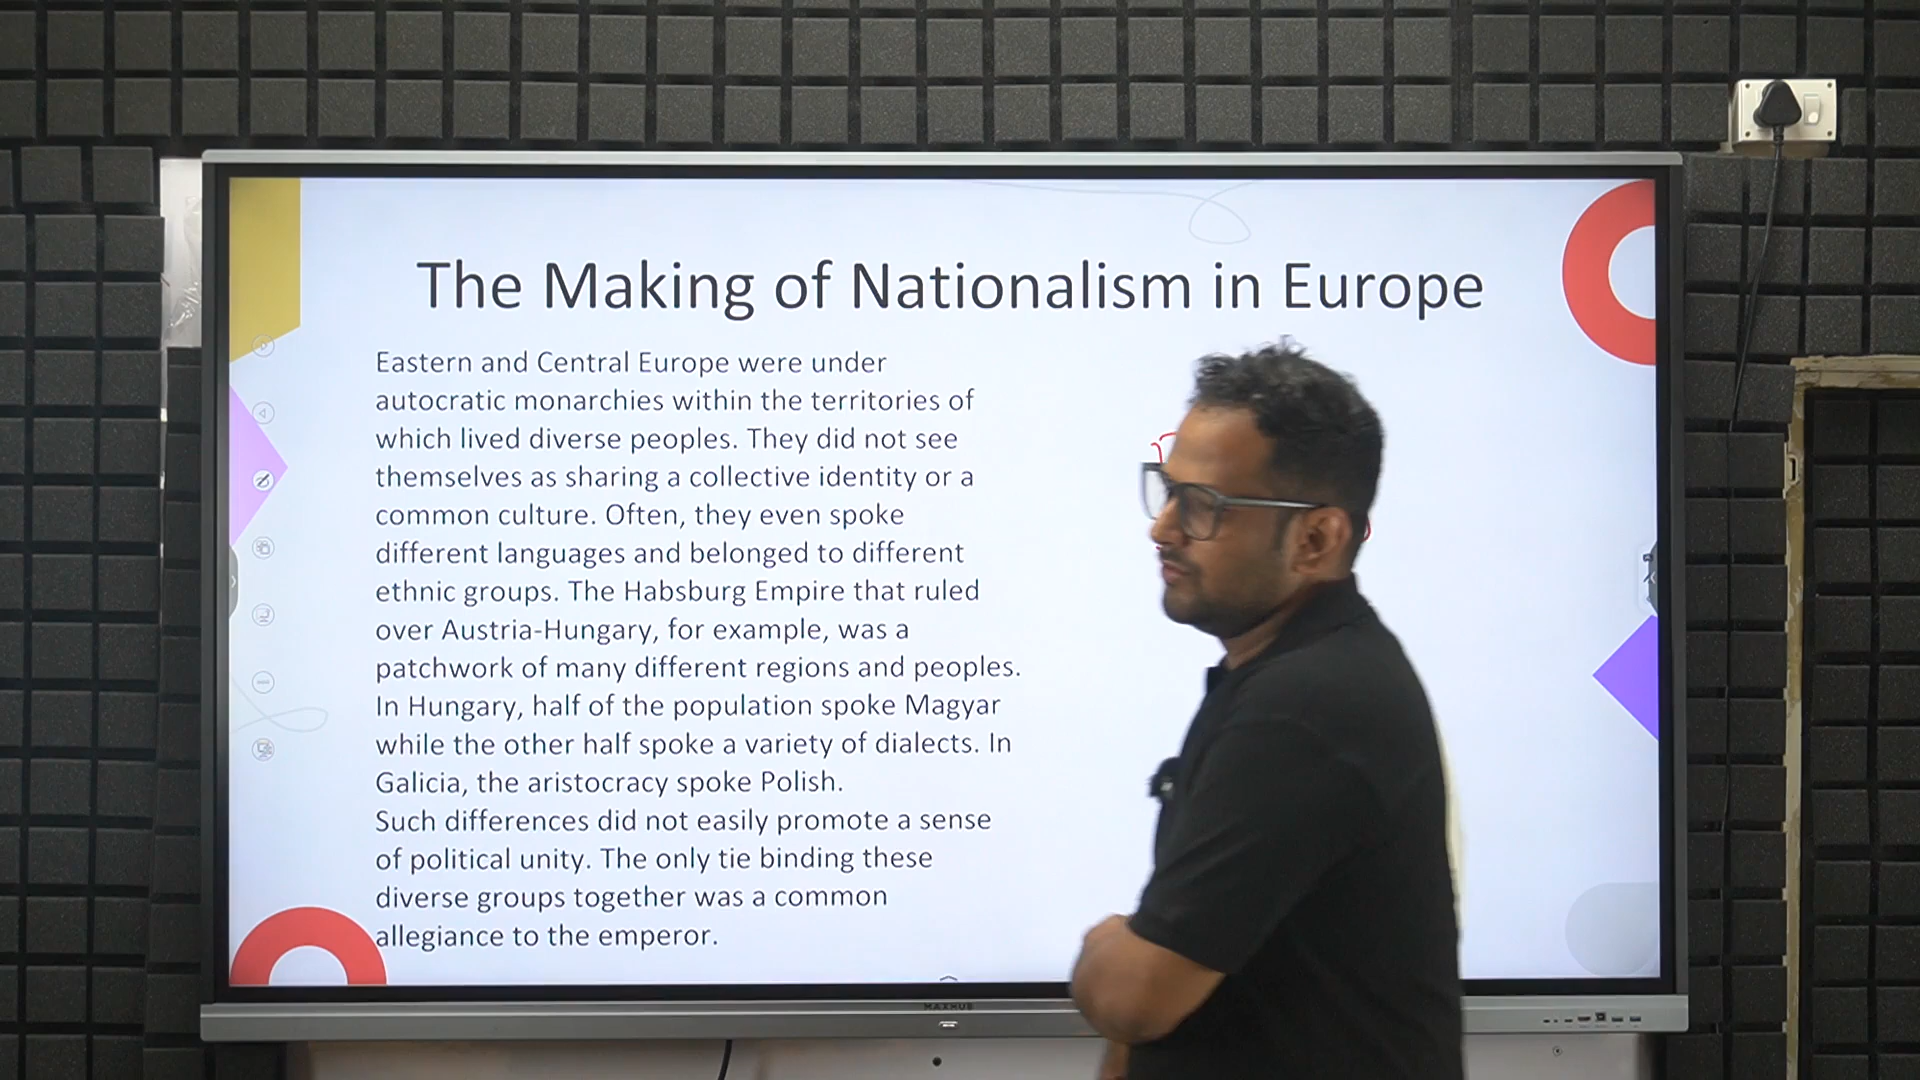 The Making of Nationalism in Europe
Eastern and Central Europe were under
autocratic monarchies within the territories of
which lived diverse peoples. They did not see
themselves as sharing a collective identity or a
common culture. Often, they even spoke
different languages and belonged to different
ethnic groups. The Habsburg Empire that ruled
over Austria-Hungary, for example, was a
patchwork of many different regions and peoples.
In Hungary, half of the population spoke Magyar
while the other half spoke a variety of dialects. In
Galicia, the aristocracy spoke Polish.
Such differences did not easily promote a sense
of political unity. The only tie binding these
diverse groups together was a common
allegiance to the emperor.
MAXHUB